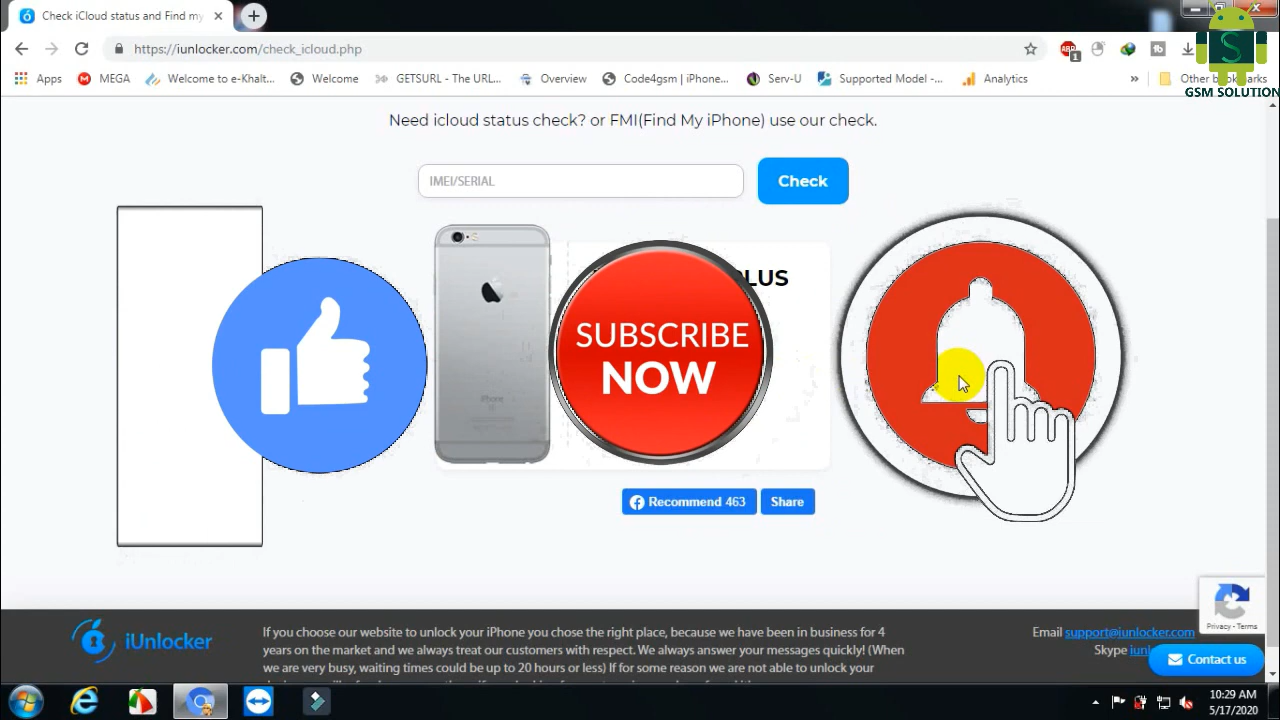 Check iCloud status and Find my
https://iunlocker.com/check_icloud.php
1
Apps
MEGA
Welcome to e-Khalt...
Welcome
GETSURL - The URL...
Overview
Code4gsm | iPhone...
Serv-U
Supported Model -...
Analytics
»
Other bookmarks
S
GSM SOLUTION
Need icloud status check? or FMI(Find My iPhone) use our check.
IMEI/SERIAL
Check
PLUS
iPhone
SUBSCRIBE
NOW
Recommend 463
Share
Privacy - Terms
iUnlocker
If you choose our website to unlock your iPhone you chose the right place, because we have been in business for 4
years on the market and we always treat our customers with respect. We always answer your messages quickly! (When
we are very busy, waiting times could be up to 20 hours or less) If for some reason we are not able to unlock your
Email support@iunlocker.com
Skype iunl
Contact us
10:29 AM
5/17/2020